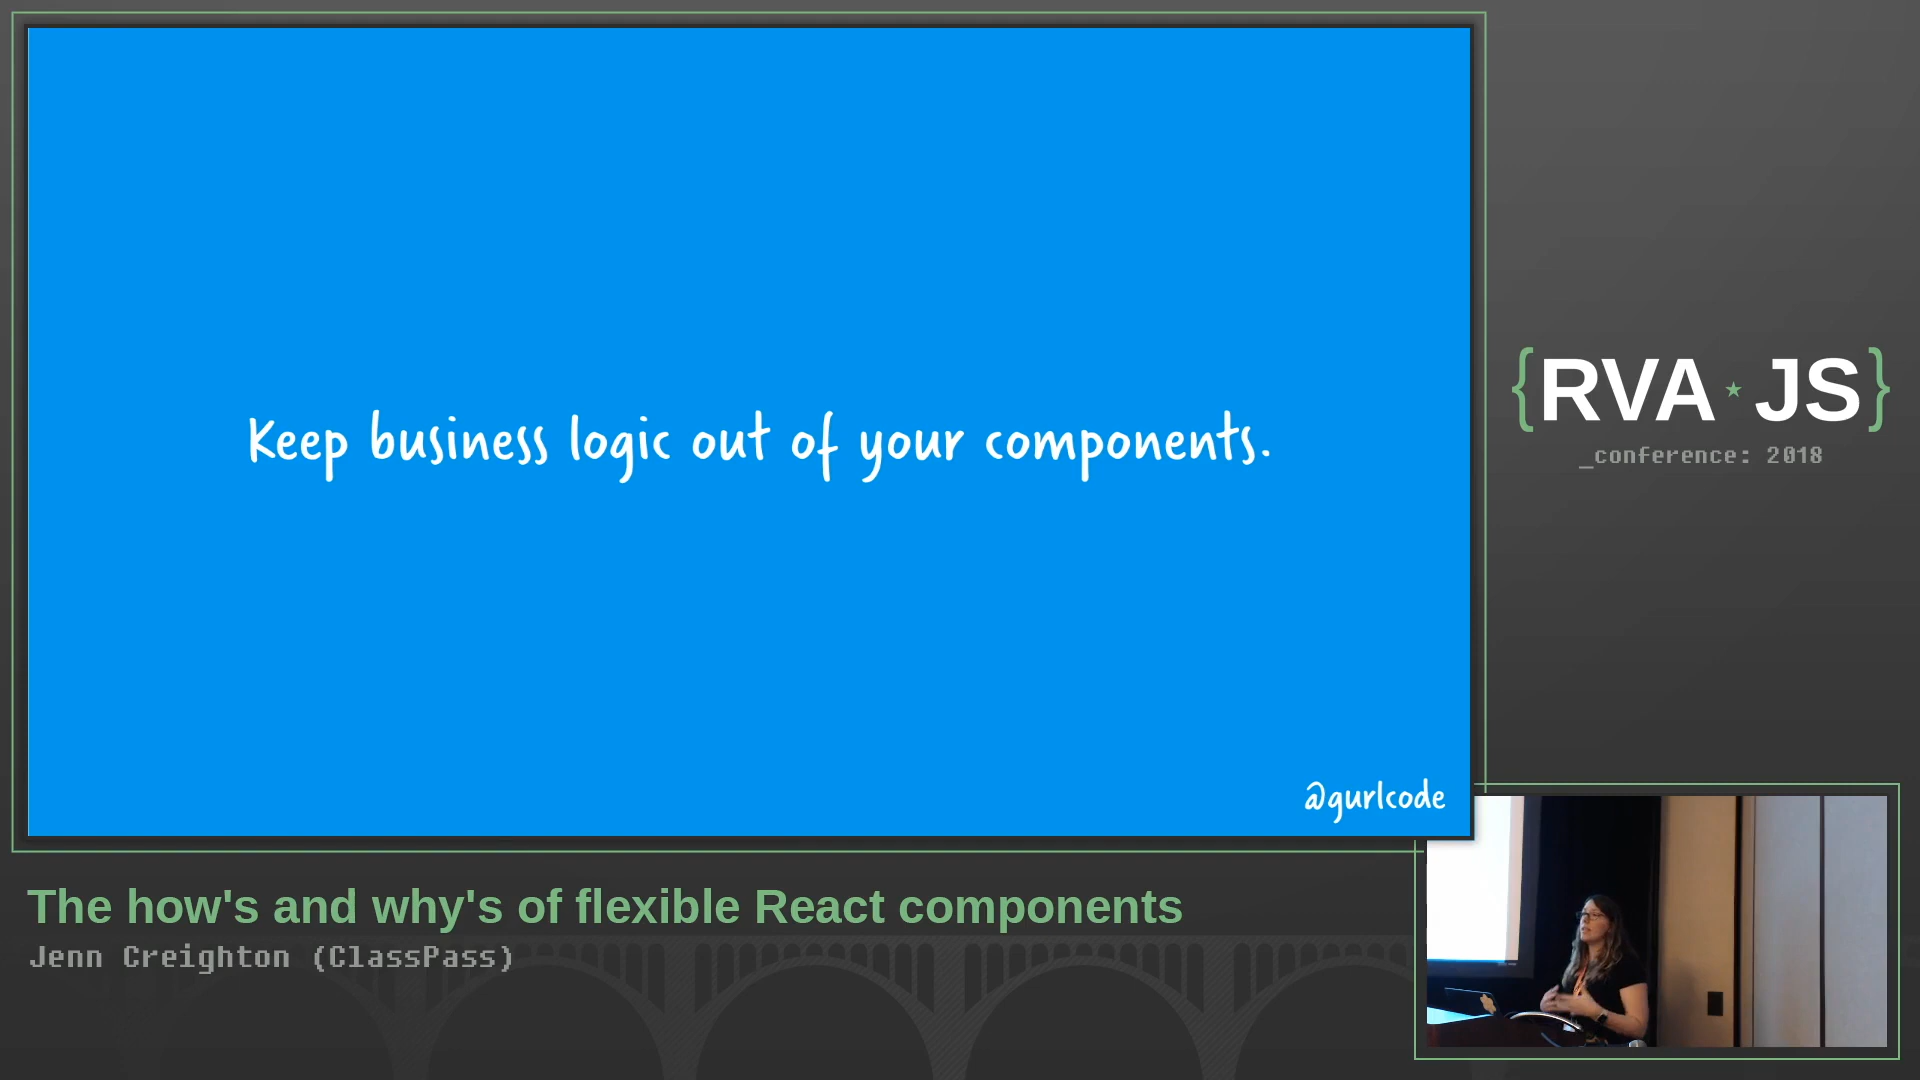 Keep business logic out of your components.
@gurlcode
{RVA★JS}
_conference: 2018
The how's and why's of flexible React components
Jenn Creighton (ClassPass)